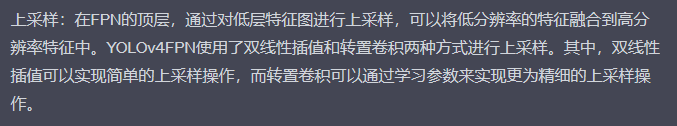 上采样：在FPN的顶层，通过对低层特征图进行上采样，可以将低分辨率的特征融合到高分
辨率特征中。YOLOv4FPN使用了双线性插值和转置卷积两种方式进行上采样。其中，双线性
插值可以实现简单的上采样操作，而转置卷积可以通过学习参数来实现更为精细的上采样操
作。